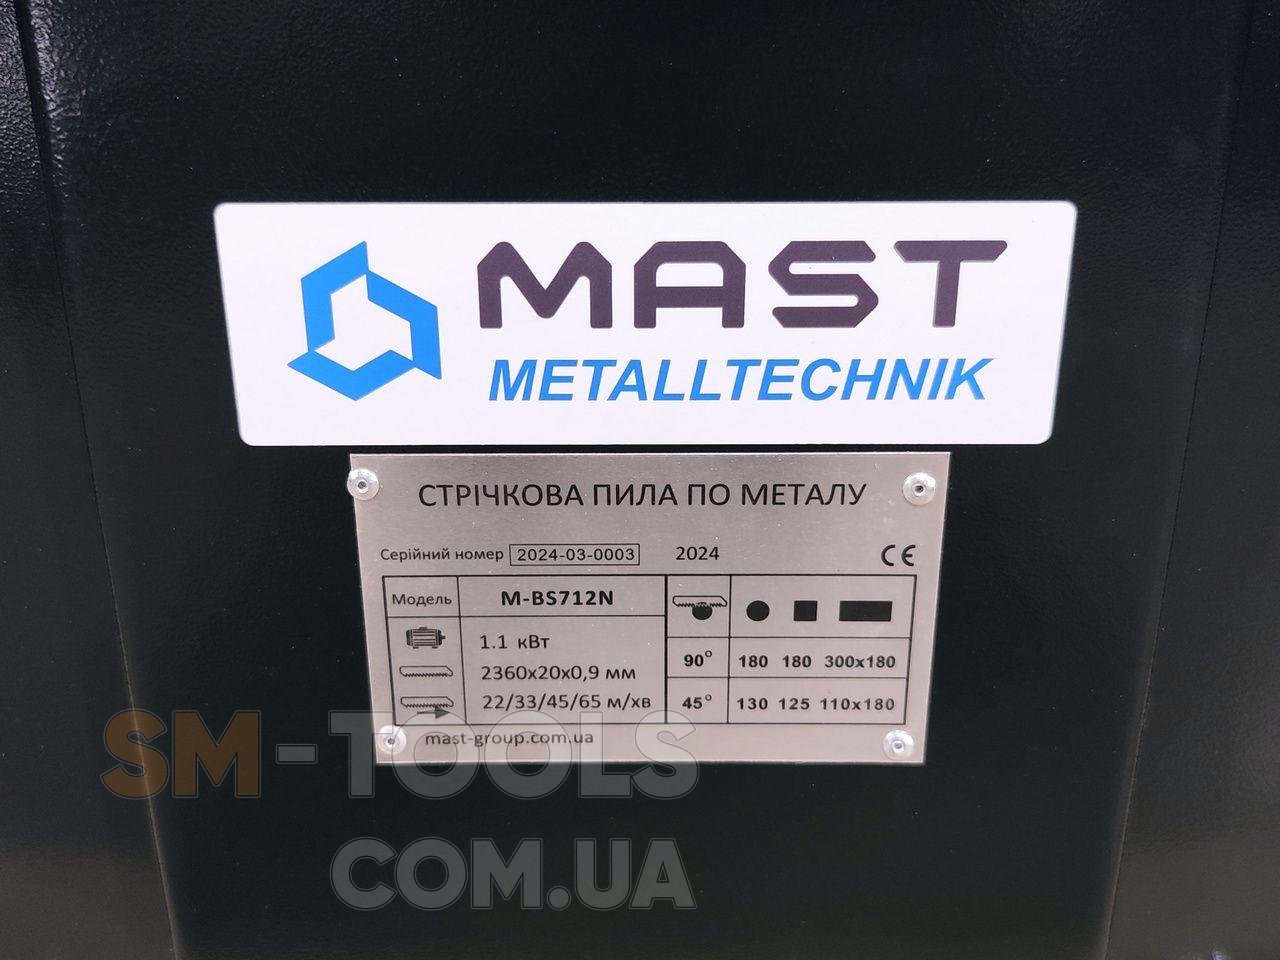 MAST
METALLTECHNIK
СТРІЧКОВА ПИЛА ПО МЕТАЛУ
Серійний номер 2024-03-0003 2024 CE
Модель M-BS712N
1.1 кВт
2360x20x0,9 мм
22/33/45/65 м/хв
90° 180 180 300x180
45° 130 125 110x180
mast-group.com.ua
SM-TOOLS
COM.UA